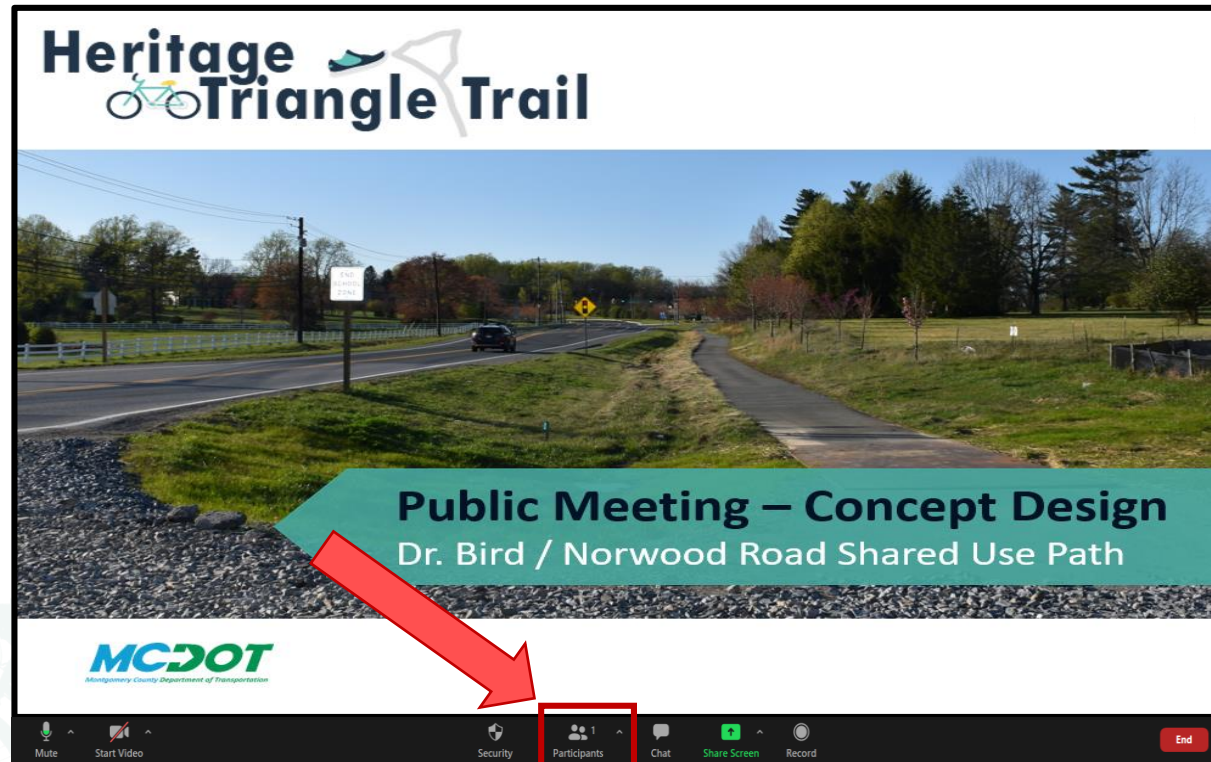 Heritage
Triangle Trail
END
SCHOOL
ZONE
Public Meeting – Concept Design
Dr. Bird / Norwood Road Shared Use Path
MCDOT
Montgomery County Department of Transportation
1
Mute
Start Video
Security
Participants
Chat
Share Screen
Record
End